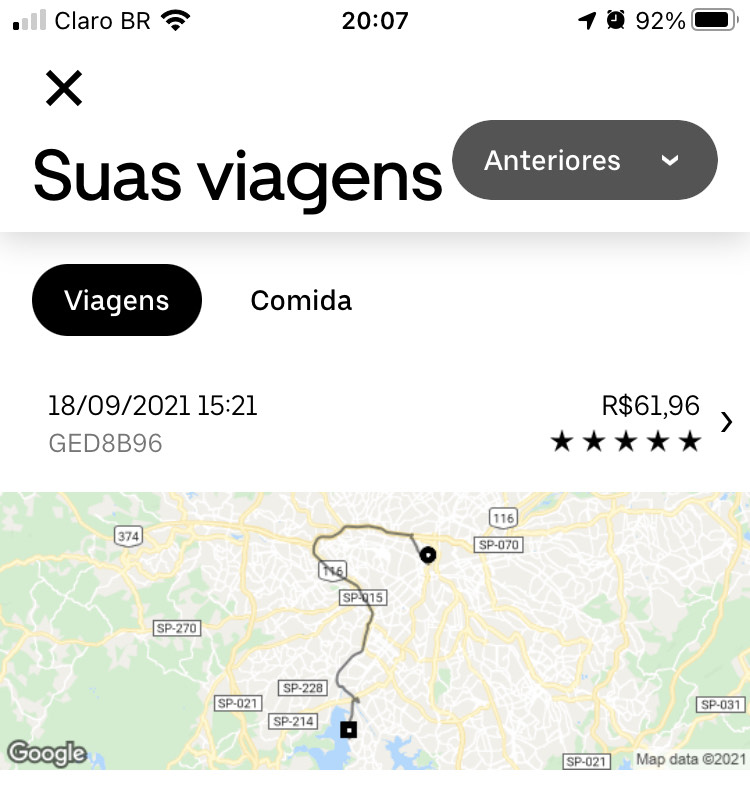 Claro BR 20:07 92%
Suas viagens
Anteriores
Viagens Comida
18/09/2021 15:21 R$61,96
GED8B96
116
374
SP-070
116
SP-015
SP-270
SP-228
SP-021
SP-031
SP-214
Google
SP-021
Map data ©2021